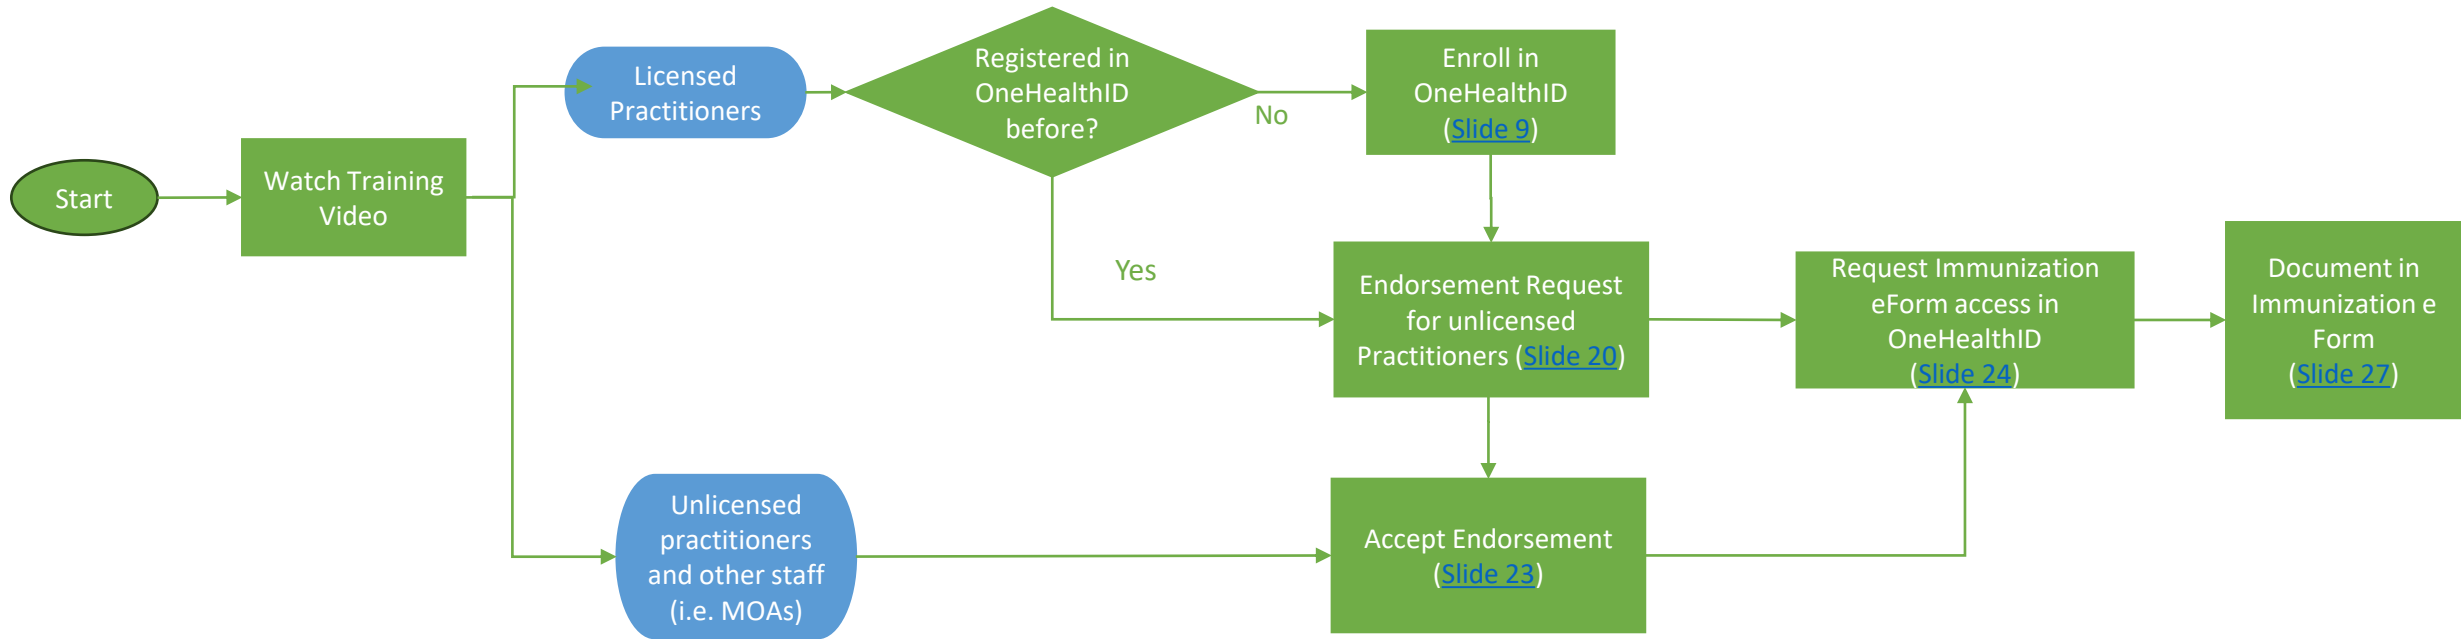 Start
Watch Training
Video
Licensed
Practitioners
Registered in
OneHealthID
before?
No
Yes
Enroll in
OneHealthID
(Slide 9)
Endorsement Request
for unlicensed
Practitioners (Slide 20)
Request Immunization
eForm access in
OneHealthID
(Slide 24)
Document in
Immunization e
Form
(Slide 27)
Unlicensed
practitioners
and other staff
(i.e. MOAs)
Accept Endorsement
(Slide 23)